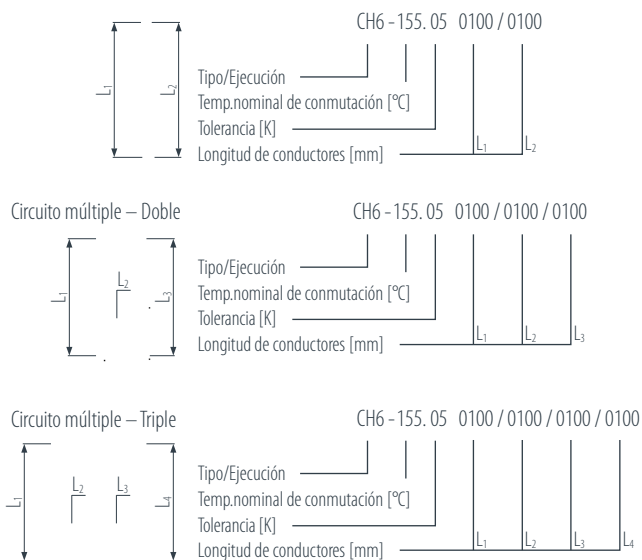 CH6 - 155. 05 0100 / 0100
L1
L2
Tipo/Ejecución
Temp.nominal de conmutación [°C]
Tolerancia [K]
Longitud de conductores [mm]
L1 L2
Circuito múltiple – Doble
CH6 - 155. 05 0100 / 0100 / 0100
L1
L2
L3
Tipo/Ejecución
Temp.nominal de conmutación [°C]
Tolerancia [K]
Longitud de conductores [mm]
L1 L2 L3
Circuito múltiple – Triple
CH6 - 155. 05 0100 / 0100 / 0100 / 0100
L1
L2
L3
L4
Tipo/Ejecución
Temp.nominal de conmutación [°C]
Tolerancia [K]
Longitud de conductores [mm]
L1 L2 L3 L4